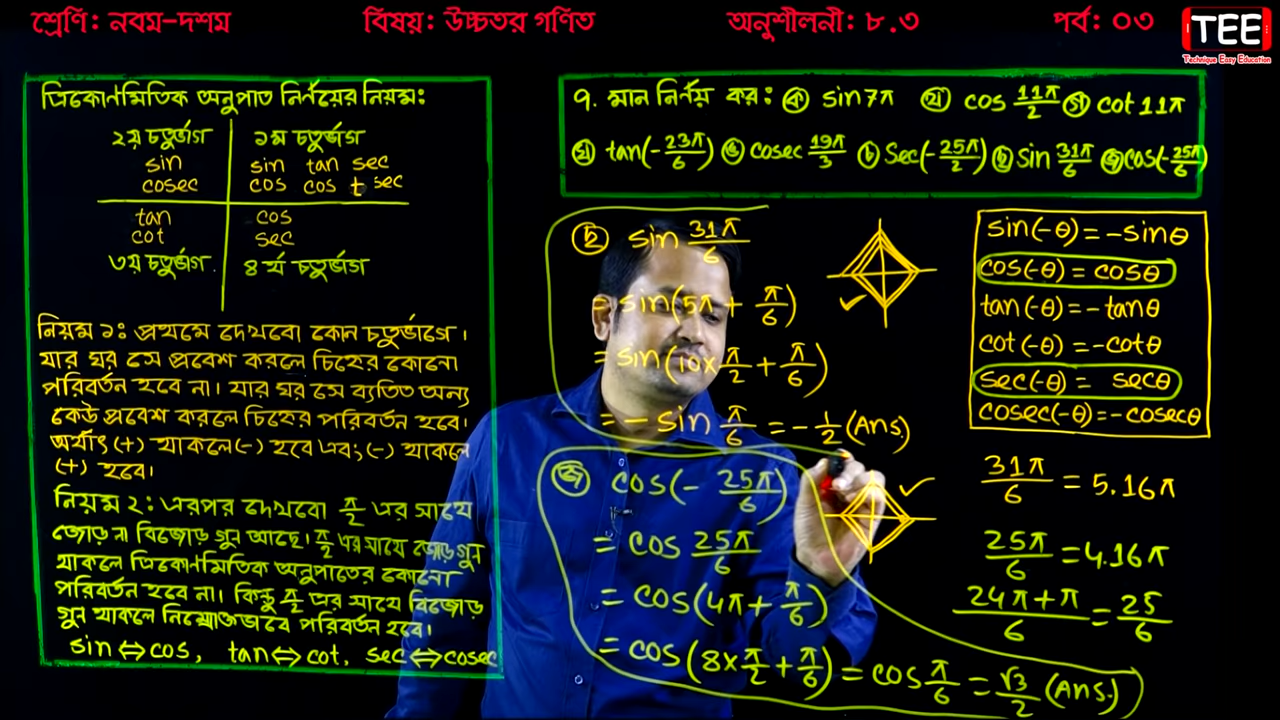 শ্রেণি: নবম-দশম বিষয়: উচ্চতর গণিত অনুশীলনী: ৮.৩ পর্ব: ০৩
TEE
Technique Easy Education
ত্রিকোণমিতিক অনুপাত নির্ণয়ের নিয়ম:
২য় চতুর্ভাগ ১ম চতুর্ভাগ
sin sin tan sec
cosec cos cos t sec
tan cos
cot sec
৩য় চতুর্ভাগ ৪র্থ চতুর্ভাগ
নিয়ম ১: প্রথমে দেখবো কোন চতুর্ভাগে।
যার ঘর সে প্রবেশ করলে চিহ্নের কোনো
পরিবর্তন হবে না। যার ঘর সে ব্যতিত অন্য
কেউ প্রবেশ করলে চিহ্নের পরিবর্তন হবে।
অর্থাৎ (+) থাকলে (-) হবে এবং (-) থাকলে
(+) হবে।
নিয়ম ২: এরপর দেখবো π/2 এর সাথে
জোড় না বিজোড় গুন আছে। π/2 এর সাথে জোড় গুন
থাকলে ত্রিকোণমিতিক অনুপাতের কোনো
পরিবর্তন হবে না। কিন্তু π/2 এর সাথে বিজোড়
গুন থাকলে নিম্নোক্তভাবে পরিবর্তন হবে।
sin⇔cos, tan⇔cot, sec⇔cosec
৭. মান নির্ণয় কর: ক sin7π খ cos 11π/2 গ cot 11π
ঘ tan(-23π/6) ঙ cosec 19π/3 চ Sec(-25π/2) ছ sin 31π/6 জ cos(-25π/6)
ছ sin 31π/6
= sin(5π + π/6)
= sin(10×π/2 + π/6)
= - sin π/6 = -1/2 (Ans.)
জ cos(-25π/6)
= cos 25π/6
= cos(4π + π/6)
= cos(8×π/2 + π/6) = cos π/6 = √3/2 (Ans.)
sin(-θ) = -sinθ
cos(-θ) = cosθ
tan(-θ) = -tanθ
cot(-θ) = -cotθ
sec(-θ) = secθ
cosec(-θ) = -cosecθ
31π/6 = 5.16π
25π/6 = 4.16π
24π+π/6 = 25/6